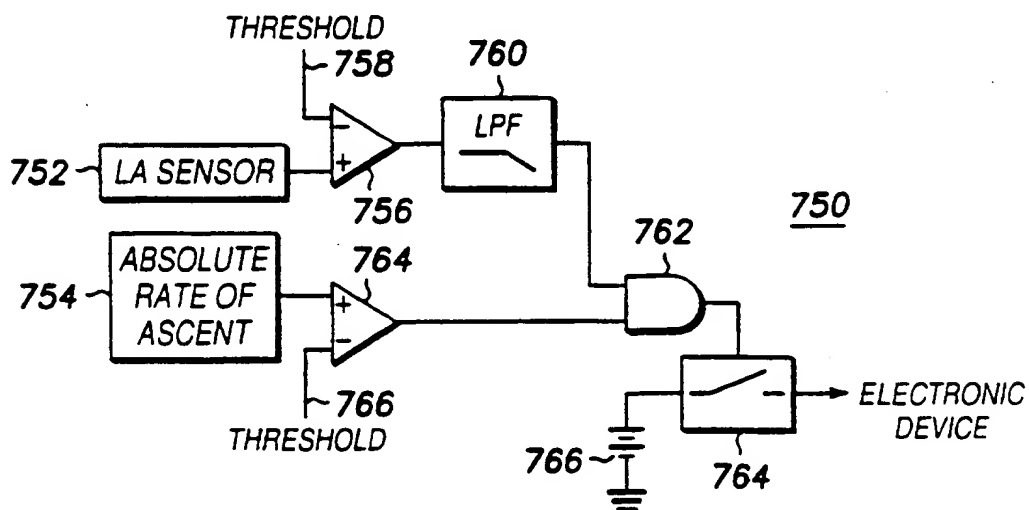 THRESHOLD
758
760
LPF
752
LA SENSOR
-
+
756
750
762
754
ABSOLUTE
RATE OF
ASCENT
764
+
-
766
THRESHOLD
ELECTRONIC
DEVICE
766
764